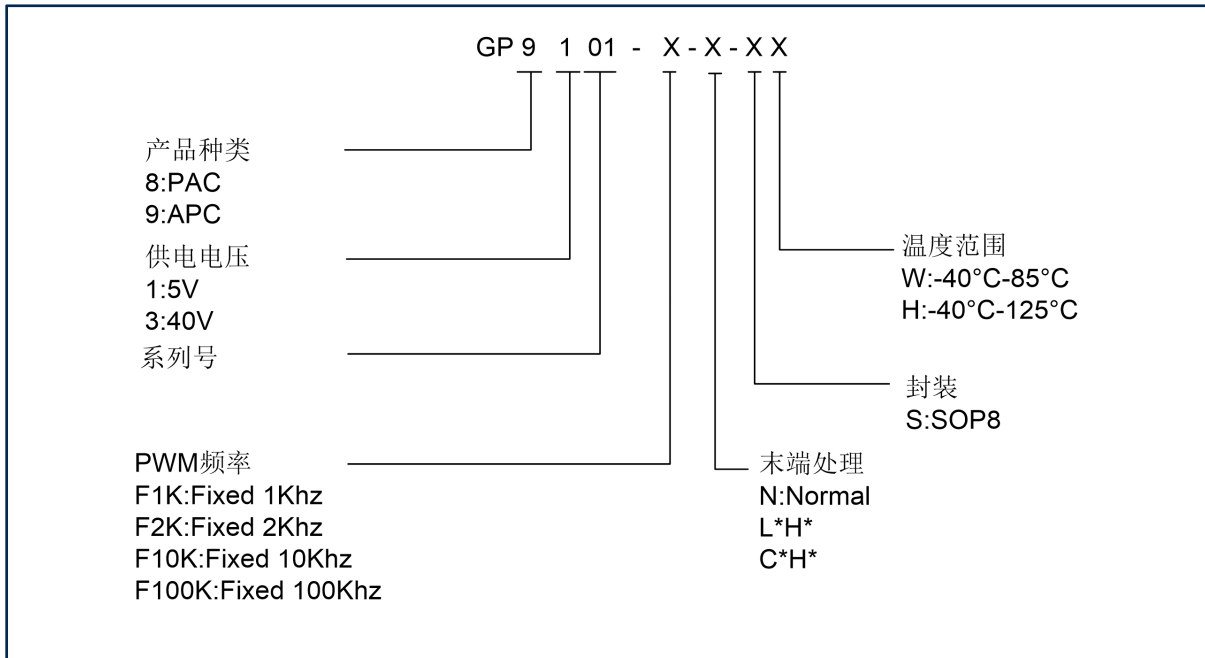 GP 9 1 01 - X - X - X X
产品种类
8:PAC
9:APC
供电电压
1:5V
3:40V
系列号
PWM频率
F1K:Fixed 1Khz
F2K:Fixed 2Khz
F10K:Fixed 10Khz
F100K:Fixed 100Khz
温度范围
W:-40°C-85°C
H:-40°C-125°C
封装
S:SOP8
末端处理
N:Normal
L*H*
C*H*